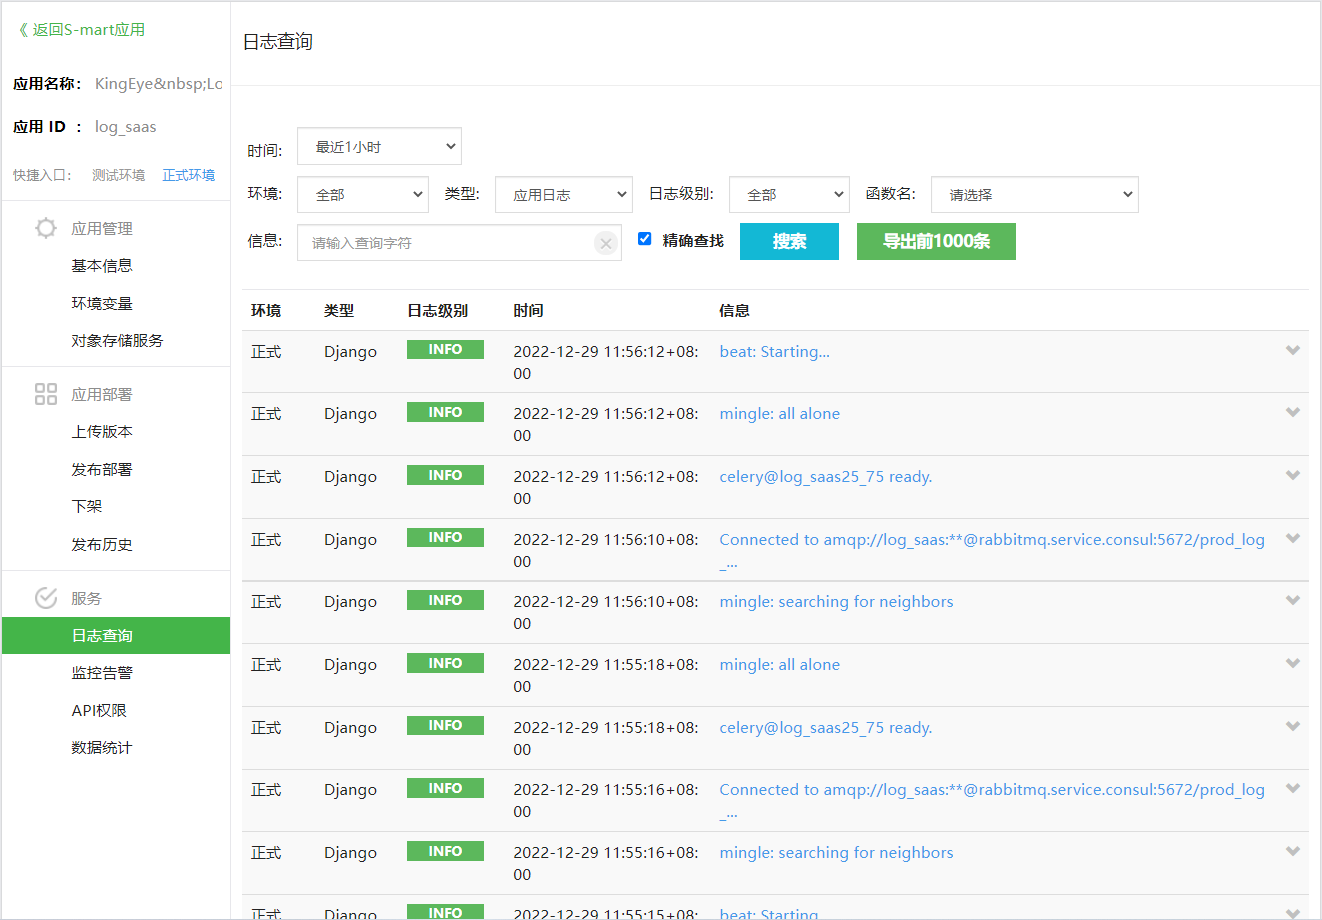 《 返回S-mart应用
应用名称： KingEye&nbsp;Lo
应用 ID ： log_saas
快捷入口： 测试环境 正式环境
应用管理
基本信息
环境变量
对象存储服务
应用部署
上传版本
发布部署
下架
发布历史
服务
日志查询
监控告警
API权限
数据统计
日志查询
时间: 最近1小时
环境: 全部 类型: 应用日志 日志级别: 全部 函数名: 请选择
信息: 请输入查询字符 精确查找 搜索 导出前1000条
环境 类型 日志级别 时间 信息
正式 Django INFO 2022-12-29 11:56:12+08: beat: Starting...
00
正式 Django INFO 2022-12-29 11:56:12+08: mingle: all alone
00
正式 Django INFO 2022-12-29 11:56:12+08: celery@log_saas25_75 ready.
00
正式 Django INFO 2022-12-29 11:56:10+08: Connected to amqp://log_saas:**@rabbitmq.service.consul:5672/prod_log
00 _...
正式 Django INFO 2022-12-29 11:56:10+08: mingle: searching for neighbors
00
正式 Django INFO 2022-12-29 11:55:18+08: mingle: all alone
00
正式 Django INFO 2022-12-29 11:55:18+08: celery@log_saas25_75 ready.
00
正式 Django INFO 2022-12-29 11:55:16+08: Connected to amqp://log_saas:**@rabbitmq.service.consul:5672/prod_log
00 _...
正式 Django INFO 2022-12-29 11:55:16+08: mingle: searching for neighbors
00
正式 Django INFO 2022-12-29 11:55:15+08: beat: Starting...